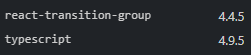 react-transition-group 4.4.5
typescript 4.9.5